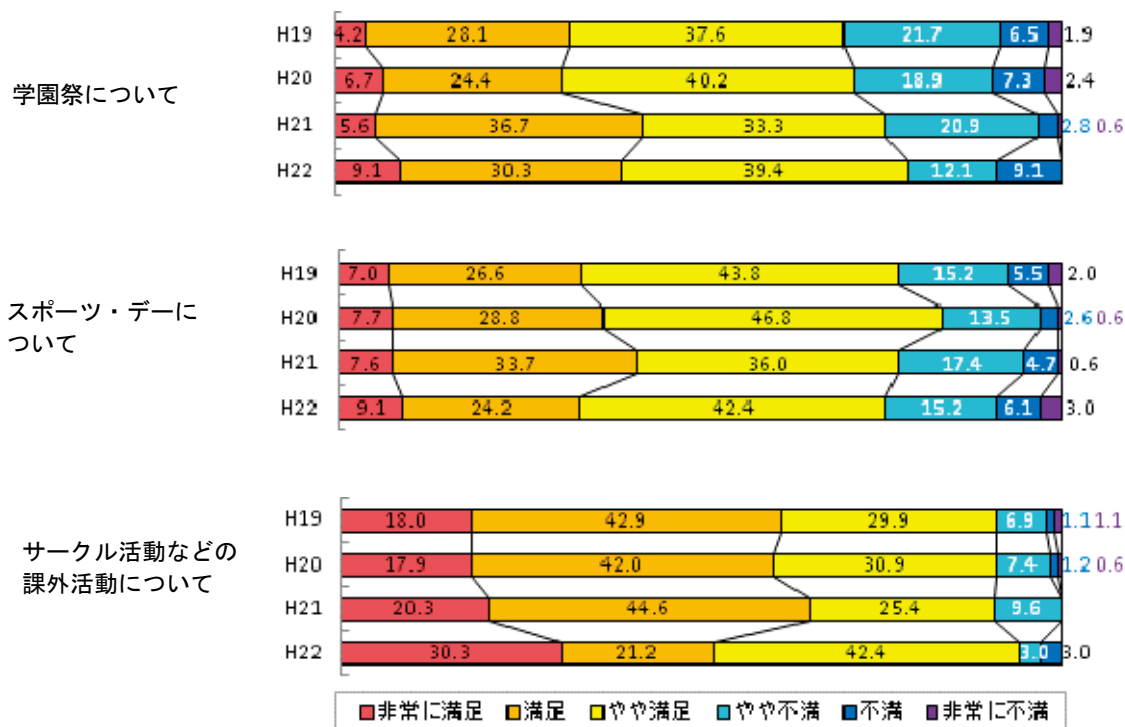 学園祭について
H19 4.2 28.1 37.6 21.7 6.5 1.9
H20 6.7 24.4 40.2 18.9 7.3 2.4
H21 5.6 36.7 33.3 20.9 2.8 0.6
H22 9.1 30.3 39.4 12.1 9.1
スポーツ・デーに
ついて
H19 7.0 26.6 43.8 15.2 5.5 2.0
H20 7.7 28.8 46.8 13.5 2.6 0.6
H21 7.6 33.7 36.0 17.4 4.7 0.6
H22 9.1 24.2 42.4 15.2 6.1 3.0
サークル活動などの
課外活動について
H19 18.0 42.9 29.9 6.9 1.1 1.1
H20 17.9 42.0 30.9 7.4 1.2 0.6
H21 20.3 44.6 25.4 9.6
H22 30.3 21.2 42.4 3.0 3.0
非常に満足 満足 やや満足 やや不満 不満 非常に不満